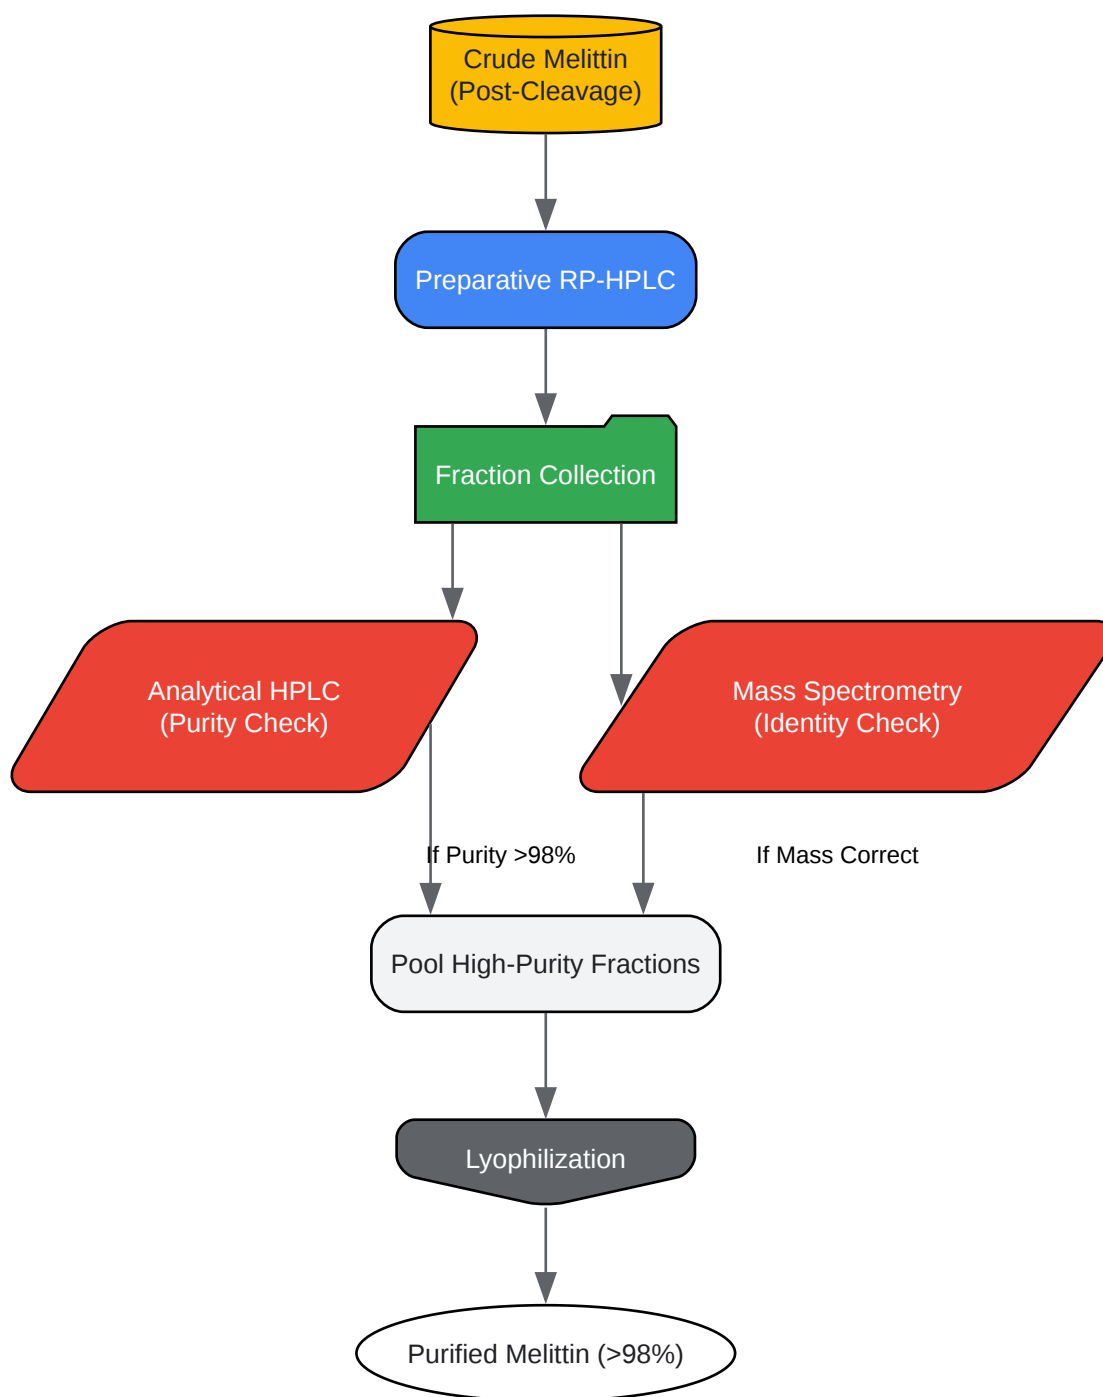 Crude Melittin
(Post-Cleavage)
Preparative RP-HPLC
Fraction Collection
Analytical HPLC
(Purity Check)
Mass Spectrometry
(Identity Check)
If Purity >98%
If Mass Correct
Pool High-Purity Fractions
Lyophilization
Purified Melittin (>98%)